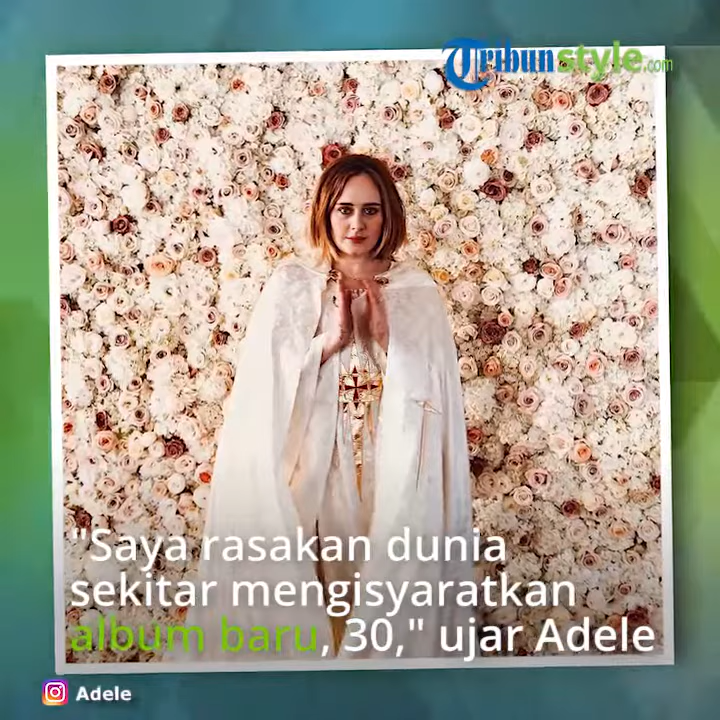 Tribunstyle.com
"Saya rasakan dunia
sekitar mengisyaratkan
album baru, 30," ujar Adele
Adele